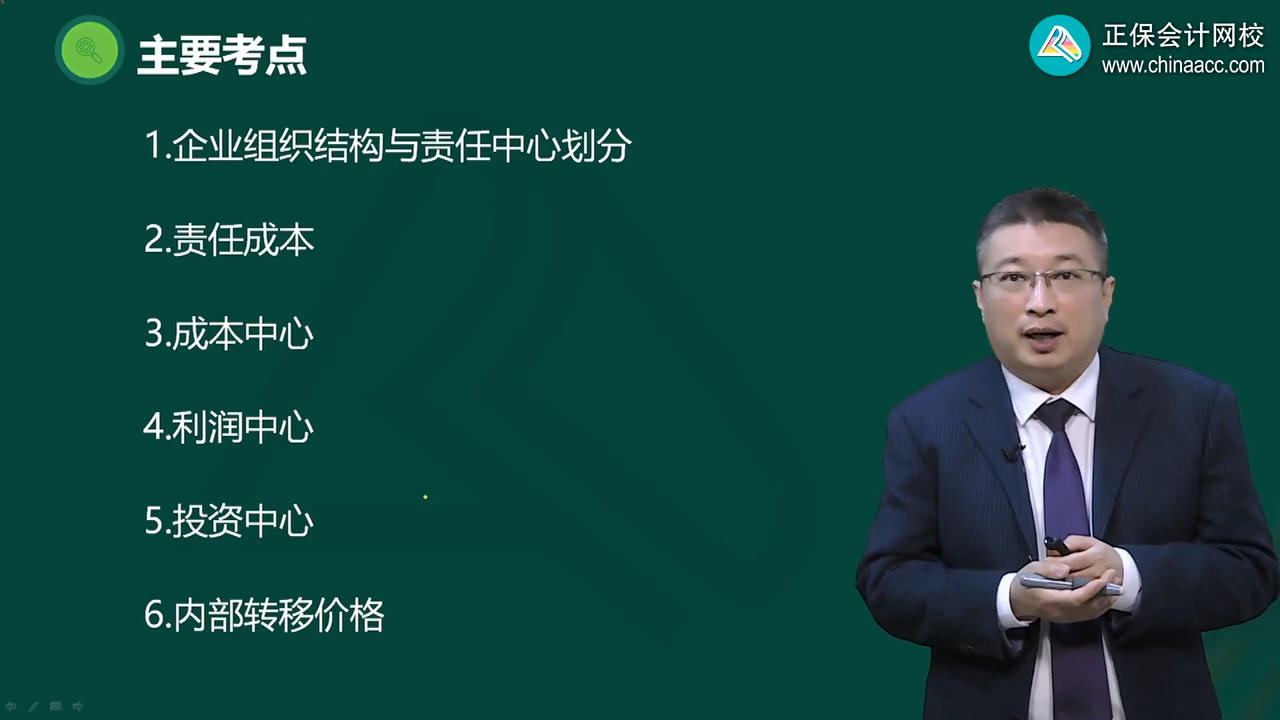 主要考点
正保会计网校
www.chinaacc.com
1.企业组织结构与责任中心划分
2.责任成本
3.成本中心
4.利润中心
5.投资中心
6.内部转移价格